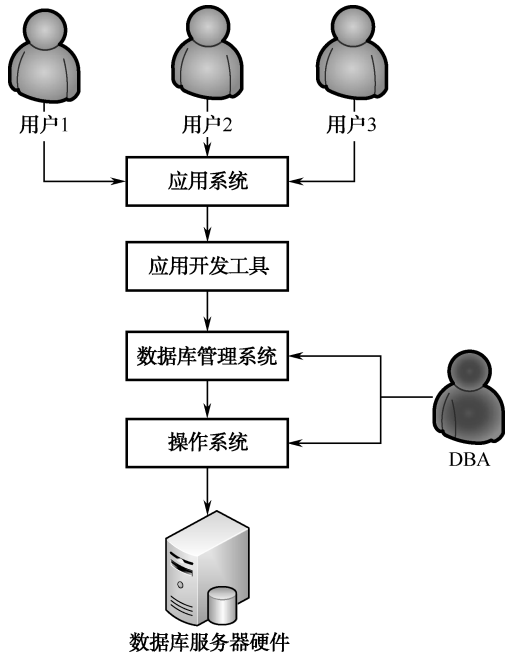 用户1
用户2
用户3
应用系统
应用开发工具
数据库管理系统
操作系统
DBA
数据库服务器硬件